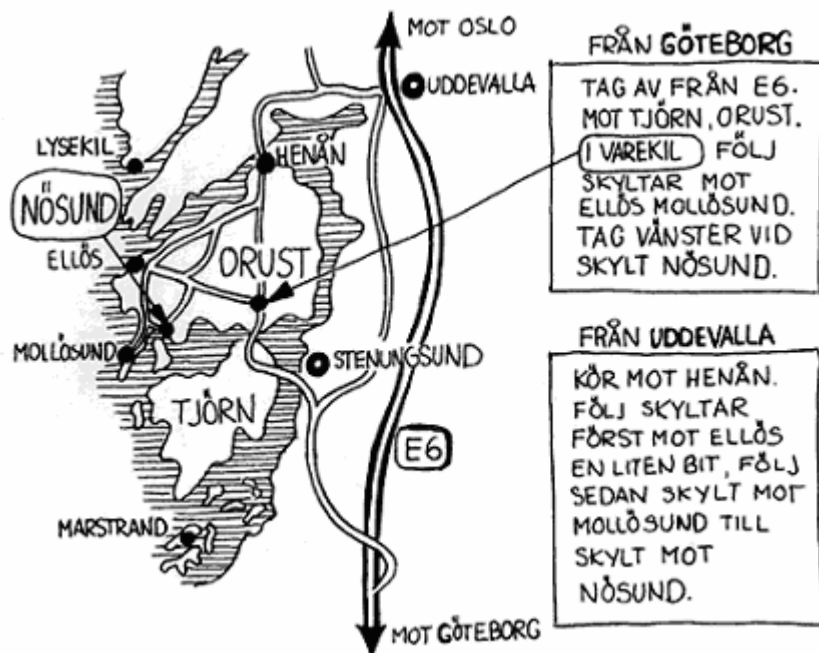 MOT OSLO
UDDEVALLA
LYSEKIL
HENÅN
NÖSUND
ELLÖS
ORUST
MOLLÖSUND
STENUNGSUND
TJÖRN
E6
MARSTRAND
MOT GÖTEBORG
FRÅN GÖTEBORG
TAG AV FRÅN E6.
MOT TJÖRN, ORUST.
I VAREKIL FÖLJ
SKYLTAR MOT
ELLÖS MOLLÖSUND.
TAG VÄNSTER VID
SKYLT NÖSUND.
FRÅN UDDEVALLA
KÖR MOT HENÅN.
FÖLJ SKYLTAR
FÖRST MOT ELLÖS
EN LITEN BIT, FÖLJ
SEDAN SKYLT MOT
MOLLÖSUND TILL
SKYLT MOT
NÖSUND.